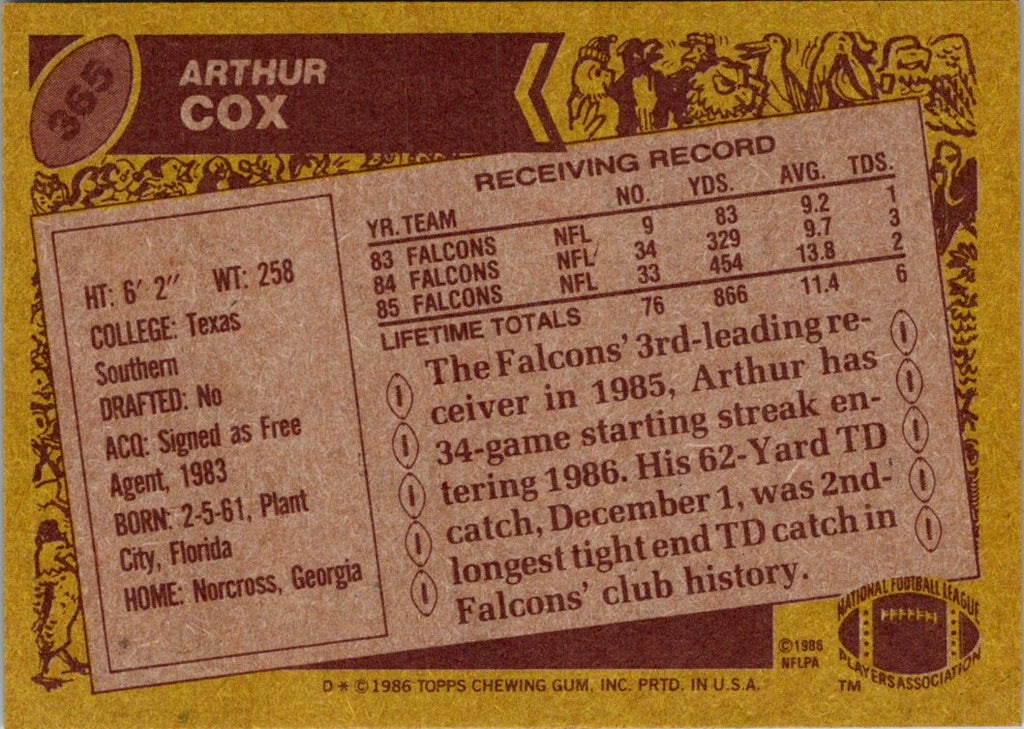 365
ARTHUR
COX
RECEIVING RECORD
YR. TEAM NO. YDS. AVG. TDS.
83 FALCONS NFL 9 83 9.2 1
84 FALCONS NFL 34 329 9.7 3
85 FALCONS NFL 33 454 13.8 2
LIFETIME TOTALS 76 866 11.4 6
HT: 6' 2" WT: 258
COLLEGE: Texas
Southern
DRAFTED: No
ACQ: Signed as Free
Agent, 1983
BORN: 2-5-61, Plant
City, Florida
HOME: Norcross, Georgia
The Falcons' 3rd-leading re-
ceiver in 1985, Arthur has
34-game starting streak en-
tering 1986. His 62-Yard TD
catch, December 1, was 2nd-
longest tight end TD catch in
Falcons' club history.
©1986
NFLPA
NATIONAL FOOTBALL LEAGUE
PLAYERS ASSOCIATION
TM
D * © 1986 TOPPS CHEWING GUM, INC. PRTD. IN U.S.A.